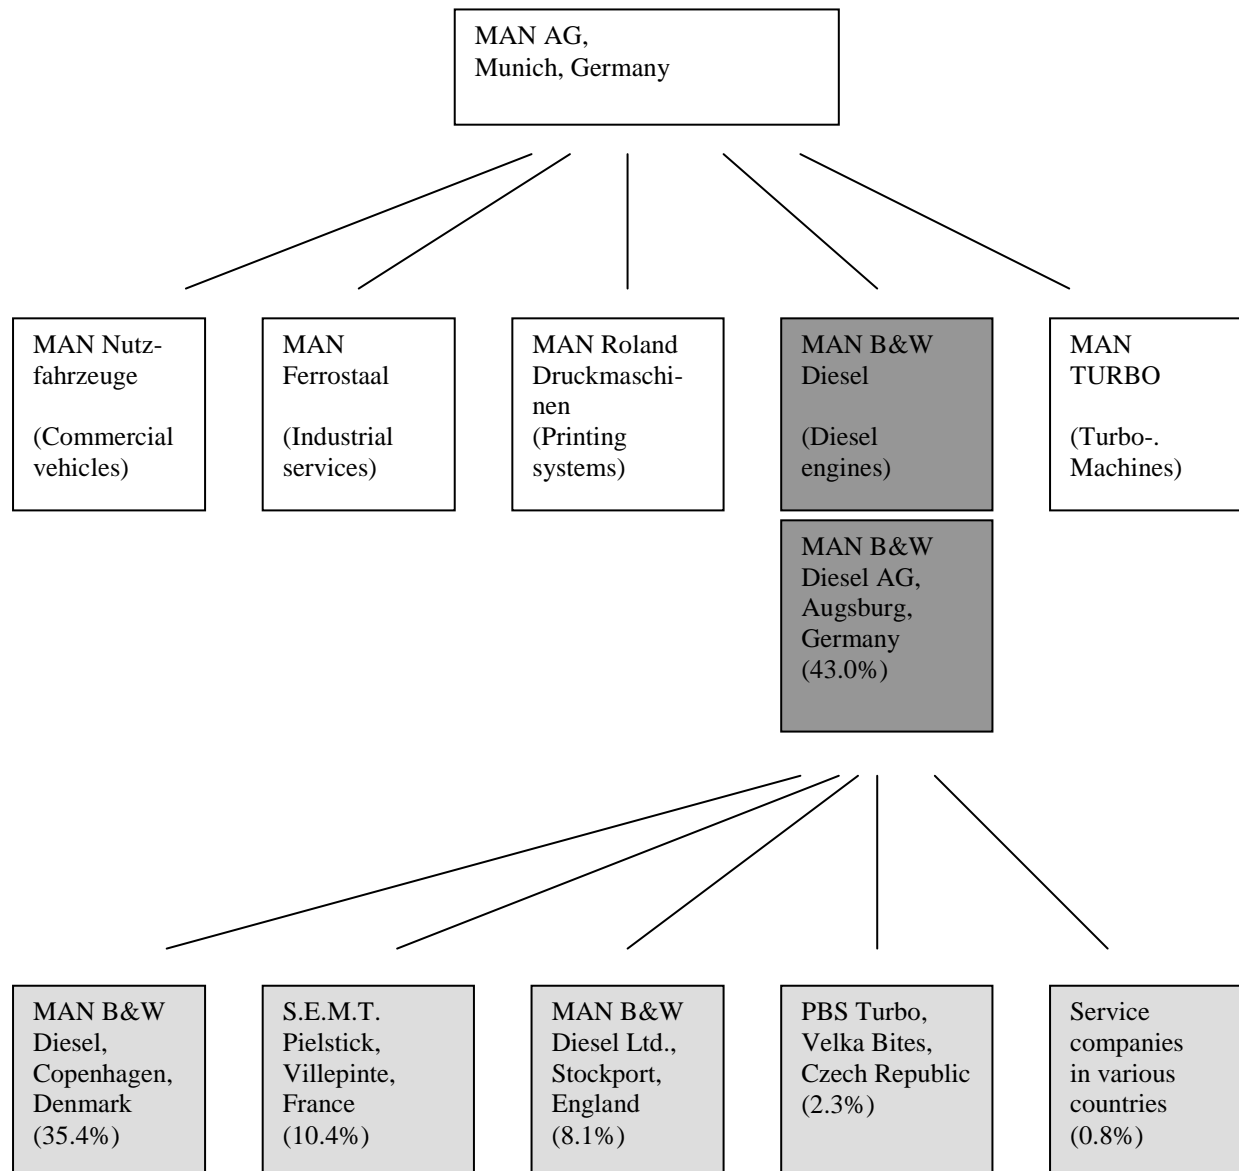 MAN AG,
Munich, Germany
MAN Nutz-
fahrzeuge
(Commercial
vehicles)
MAN
Ferrostaal
(Industrial
services)
MAN Roland
Druckmaschi-
nen
(Printing
systems)
MAN B&W
Diesel
(Diesel
engines)
MAN
TURBO
(Turbo-.
Machines)
MAN B&W
Diesel AG,
Augsburg,
Germany
(43.0%)
MAN B&W
Diesel,
Copenhagen,
Denmark
(35.4%)
S.E.M.T.
Pielstick,
Villepinte,
France
(10.4%)
MAN B&W
Diesel Ltd.,
Stockport,
England
(8.1%)
PBS Turbo,
Velka Bites,
Czech Republic
(2.3%)
Service
companies
in various
countries
(0.8%)